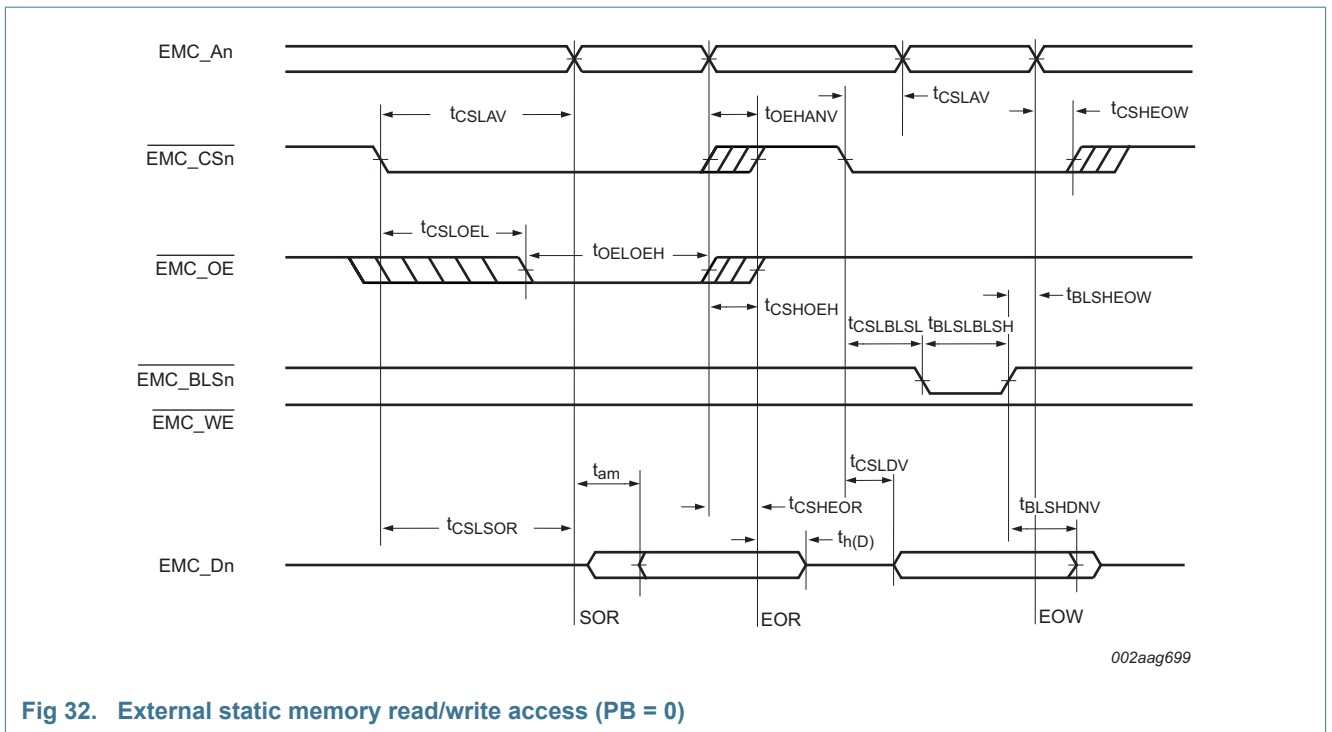 EMC_An
tCSLAV
tOEHANV
tCSLAV
tCSHEOW
EMC_CSn
tCSLOEL
tOELOEH
EMC_OE
tCSHOEH
tBLSHEOW
tCSLBLSL
tBLSLBLSH
EMC_BLSn
EMC_WE
tam
tCSLDV
tCSLSOR
tCSHEOR
tBLSHDNV
th(D)
EMC_Dn
SOR
EOR
EOW
002aag699
Fig 32. External static memory read/write access (PB = 0)